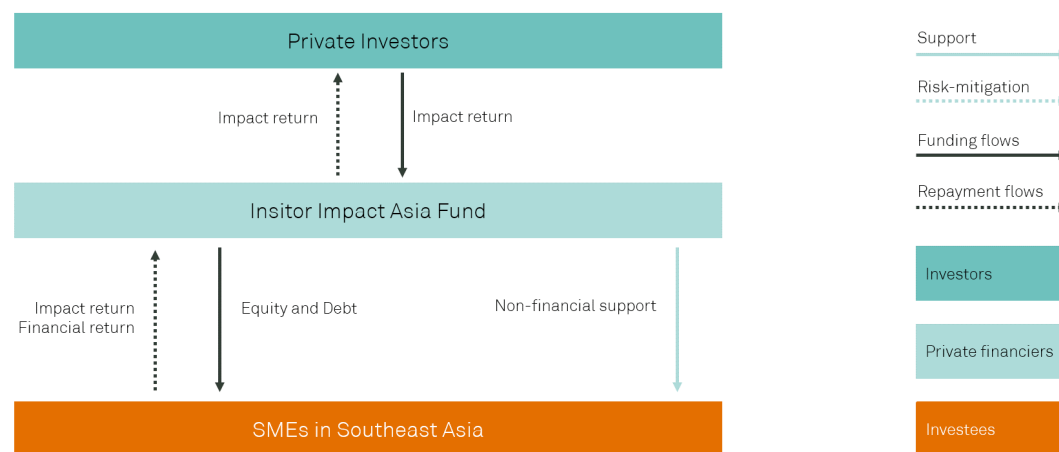 Private Investors
Impact return
Impact return
Insitor Impact Asia Fund
Impact return
Financial return
Equity and Debt
Non-financial support
SMEs in Southeast Asia
Support
Risk-mitigation
Funding flows
Repayment flows
Investors
Private financiers
Investees